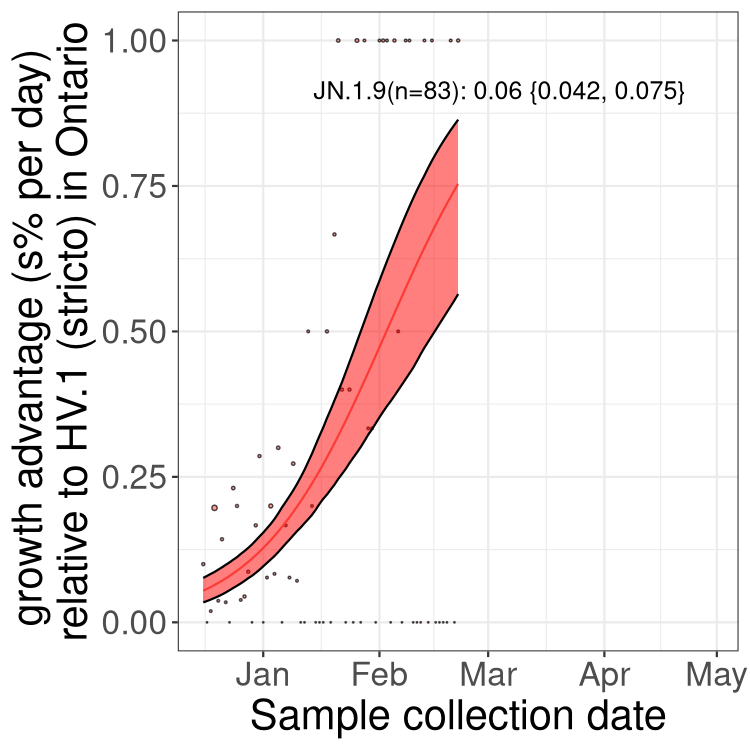 growth advantage (s% per day)
relative to HV.1 (stricto) in Ontario
1.00
0.75
0.50
0.25
0.00
JN.1.9(n=83): 0.06 {0.042, 0.075}
Jan Feb Mar Apr May
Sample collection date